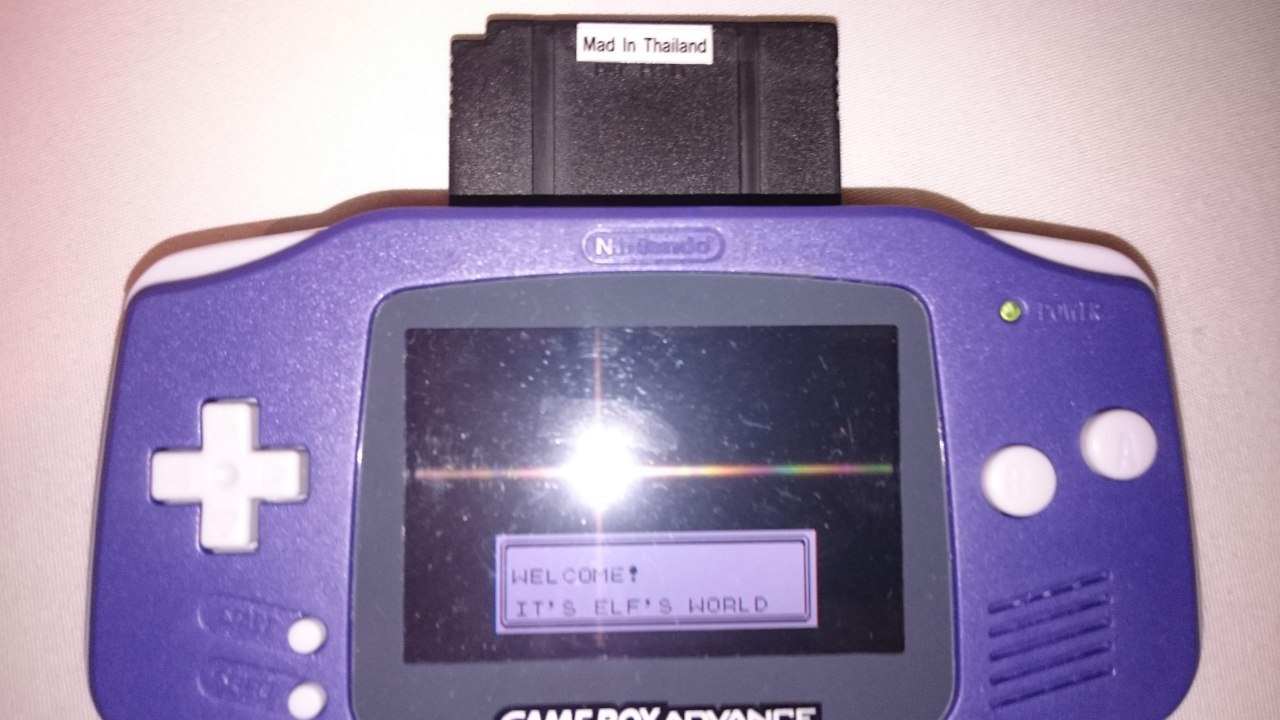 Mad In Thailand
Nintendo
POWER
A
B
WELCOME!
IT'S ELF'S WORLD
GAME BOY ADVANCE